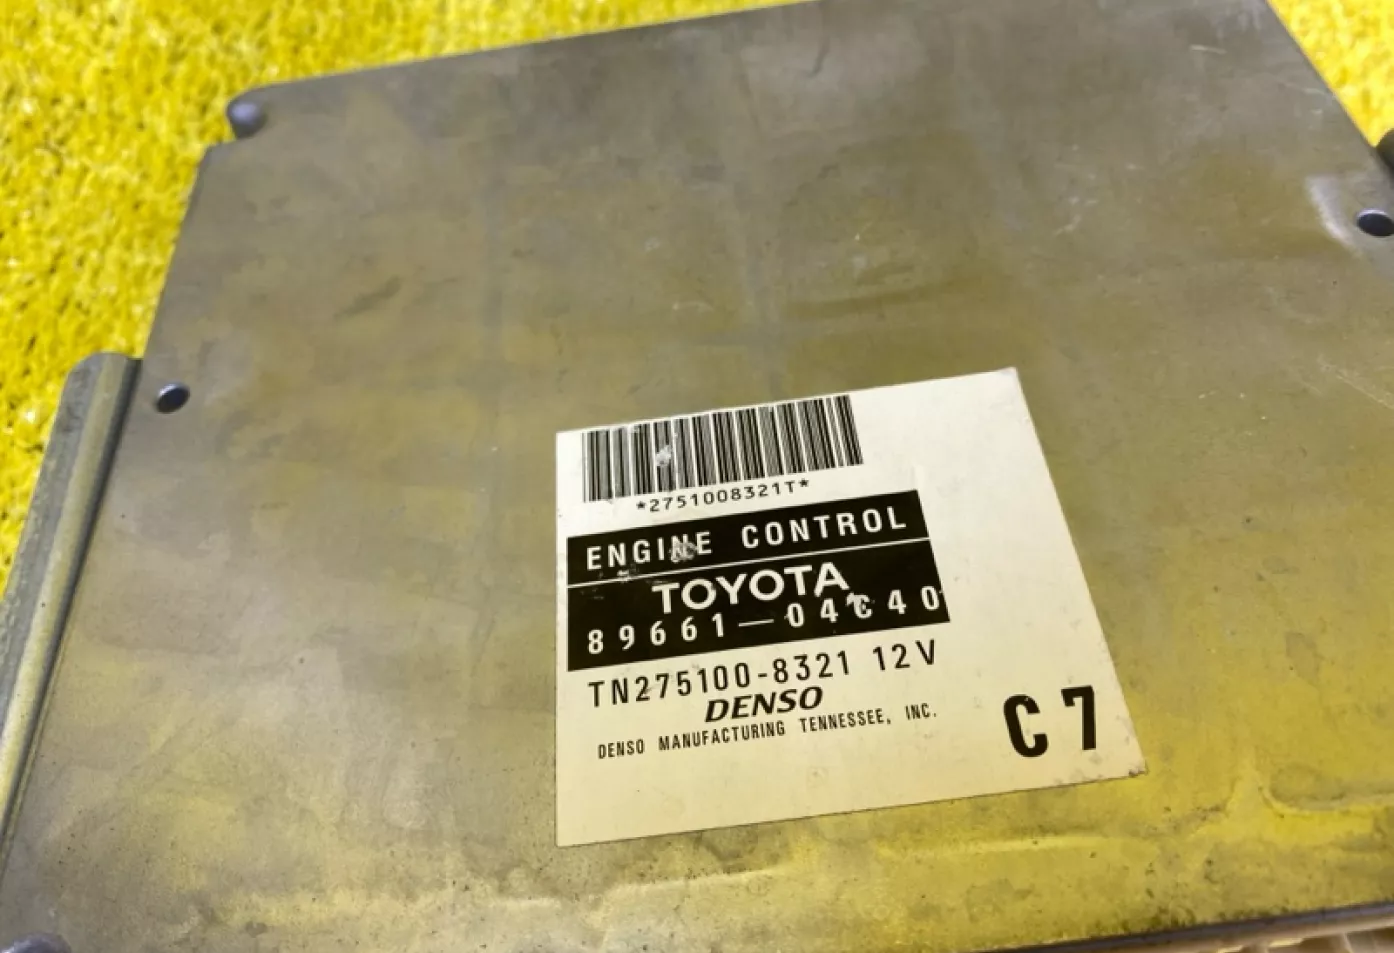 *2751008321T*
ENGINE CONTROL
TOYOTA
89661-04C40
TN275100-8321 12V
DENSO
DENSO MANUFACTURING TENNESSEE, INC.
C7